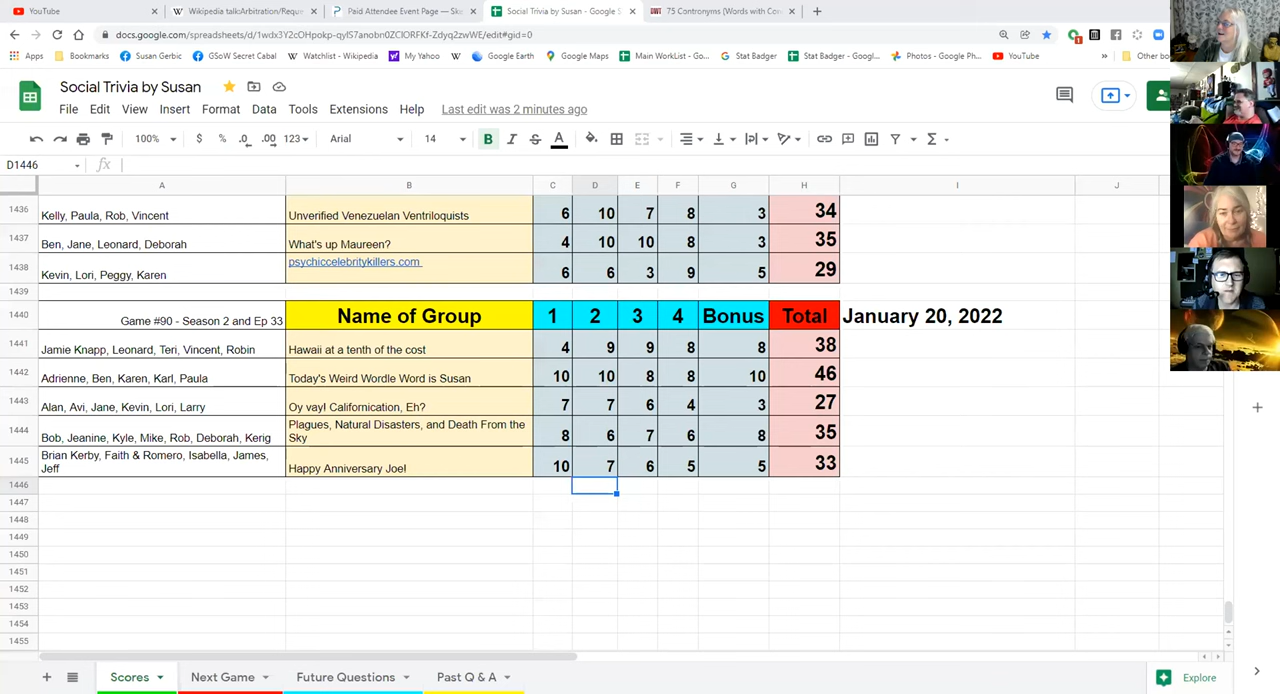 YouTube
Wikipedia talk:Arbitration/Reque
Paid Attendee Event Page — Ske
Social Trivia by Susan - Google S
75 Contronyms (Words with Con
docs.google.com/spreadsheets/d/1wdx3Y2cOHpokp-qyIS7anobn0ZCIORFKf-Zdyq2zwWE/edit#gid=0
Apps
Bookmarks
Susan Gerbic
GSoW Secret Cabal
Watchlist - Wikipedia
My Yahoo
Google Earth
Google Maps
Main WorkList - Go...
Stat Badger
Stat Badger - Googl...
Photos - Google Ph...
YouTube
Other bo
Social Trivia by Susan
File Edit View Insert Format Data Tools Extensions Help Last edit was 2 minutes ago
100% $ % .0 .00 123 Arial 14 B I S A
D1446 fx
A B C D E F G H I J
1436 Kelly, Paula, Rob, Vincent Unverified Venezuelan Ventriloquists 6 10 7 8 3 34
1437 Ben, Jane, Leonard, Deborah What's up Maureen? 4 10 10 8 3 35
1438 Kevin, Lori, Peggy, Karen psychiccelebritykillers.com 6 6 3 9 5 29
1439
1440 Game #90 - Season 2 and Ep 33 Name of Group 1 2 3 4 Bonus Total January 20, 2022
1441 Jamie Knapp, Leonard, Teri, Vincent, Robin Hawaii at a tenth of the cost 4 9 9 8 8 38
1442 Adrienne, Ben, Karen, Karl, Paula Today's Weird Wordle Word is Susan 10 10 8 8 10 46
1443 Alan, Avi, Jane, Kevin, Lori, Larry Oy vay! Californication, Eh? 7 7 6 4 3 27
1444 Bob, Jeanine, Kyle, Mike, Rob, Deborah, Kerig Plagues, Natural Disasters, and Death From the
Sky 8 6 7 6 8 35
1445 Brian Kerby, Faith & Romero, Isabella, James,
Jeff Happy Anniversary Joe! 10 7 6 5 5 33
1446
1447
1448
1449
1450
1451
1452
1453
1454
1455
Scores
Next Game
Future Questions
Past Q & A
Explore